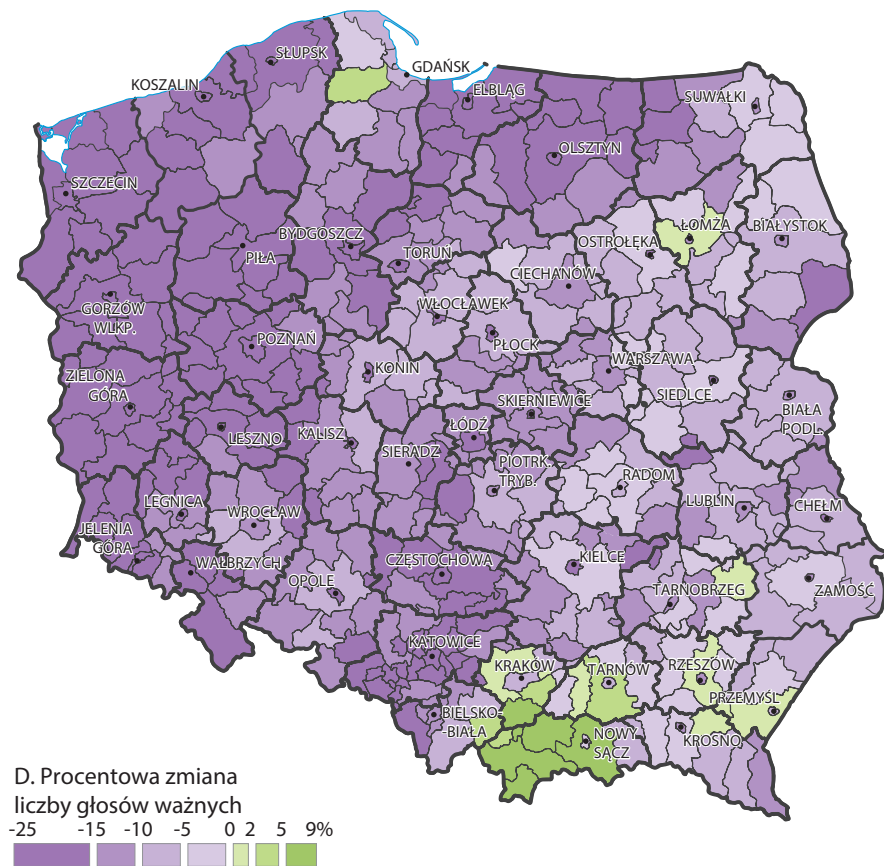 SŁUPSK
GDAŃSK
KOSZALIN
ELBLĄG
SUWAŁKI
OLSZTYN
SZCZECIN
BYDGOSZCZ
ŁOMŻA
OSTROŁĘKA
BIAŁYSTOK
PIŁA
TORUŃ
CIECHANÓW
GORZÓW
WLKP.
WŁOCŁAWEK
POZNAŃ
PŁOCK
WARSZAWA
KONIN
ZIELONA
GÓRA
SIEDLCE
SKIERNIEWICE
BIAŁA
PODL.
LESZNO
KALISZ
ŁÓDŹ
SIERADZ
PIOTRK.
TRYB.
RADOM
LEGNICA
LUBLIN
CHEŁM
WROCŁAW
JELENIA
GÓRA
WAŁBRZYCH
CZĘSTOCHOWA
KIELCE
OPOLE
TARNOBRZEG
ZAMOŚĆ
KATOWICE
KRAKÓW
TARNÓW
RZESZÓW
PRZEMYŚL
BIELSKO-
-BIAŁA
NOWY
SĄCZ
KROSNO
D. Procentowa zmiana
liczby głosów ważnych
-25 -15 -10 -5 0 2 5 9%